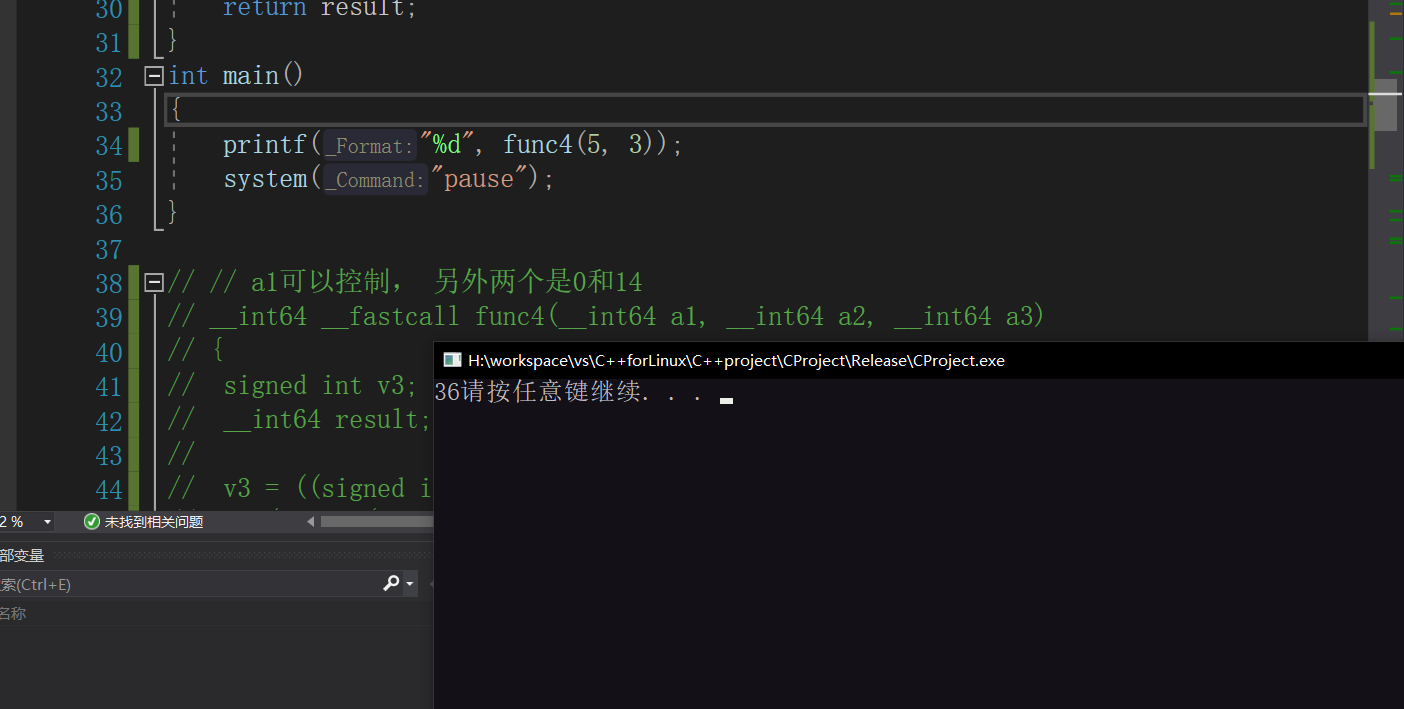 30 return result;
31 }
32 int main()
33 {
34 printf(_Format:"%d", func4(5, 3));
35 system(_Command:"pause");
36 }
37
38 // // a1可以控制， 另外两个是0和14
39 // __int64 __fastcall func4(__int64 a1, __int64 a2, __int64 a3)
40 // {
41 // signed int v3;
42 // __int64 result;
43 //
44 // v3 = ((signed i
H:\workspace\vs\C++forLinux\C++project\CProject\Release\CProject.exe
36请按任意键继续. . .
2 % 未找到相关问题
部变量
索(Ctrl+E)
名称